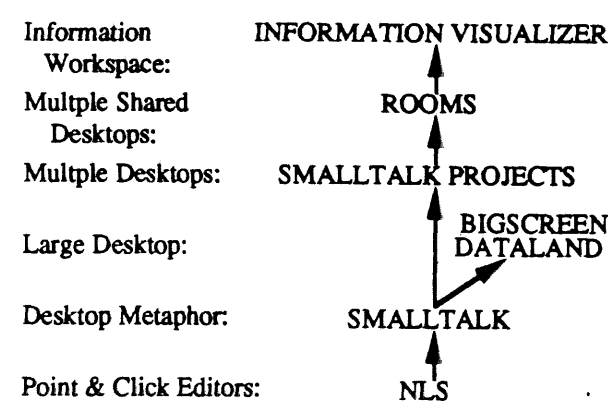 Information INFORMATION VISUALIZER
Workspace:
Multple Shared ROOMS
Desktops:
Multple Desktops: SMALLTALK PROJECTS
BIGSCREEN
Large Desktop: DATALAND
Desktop Metaphor: SMALLTALK
Point & Click Editors: NLS